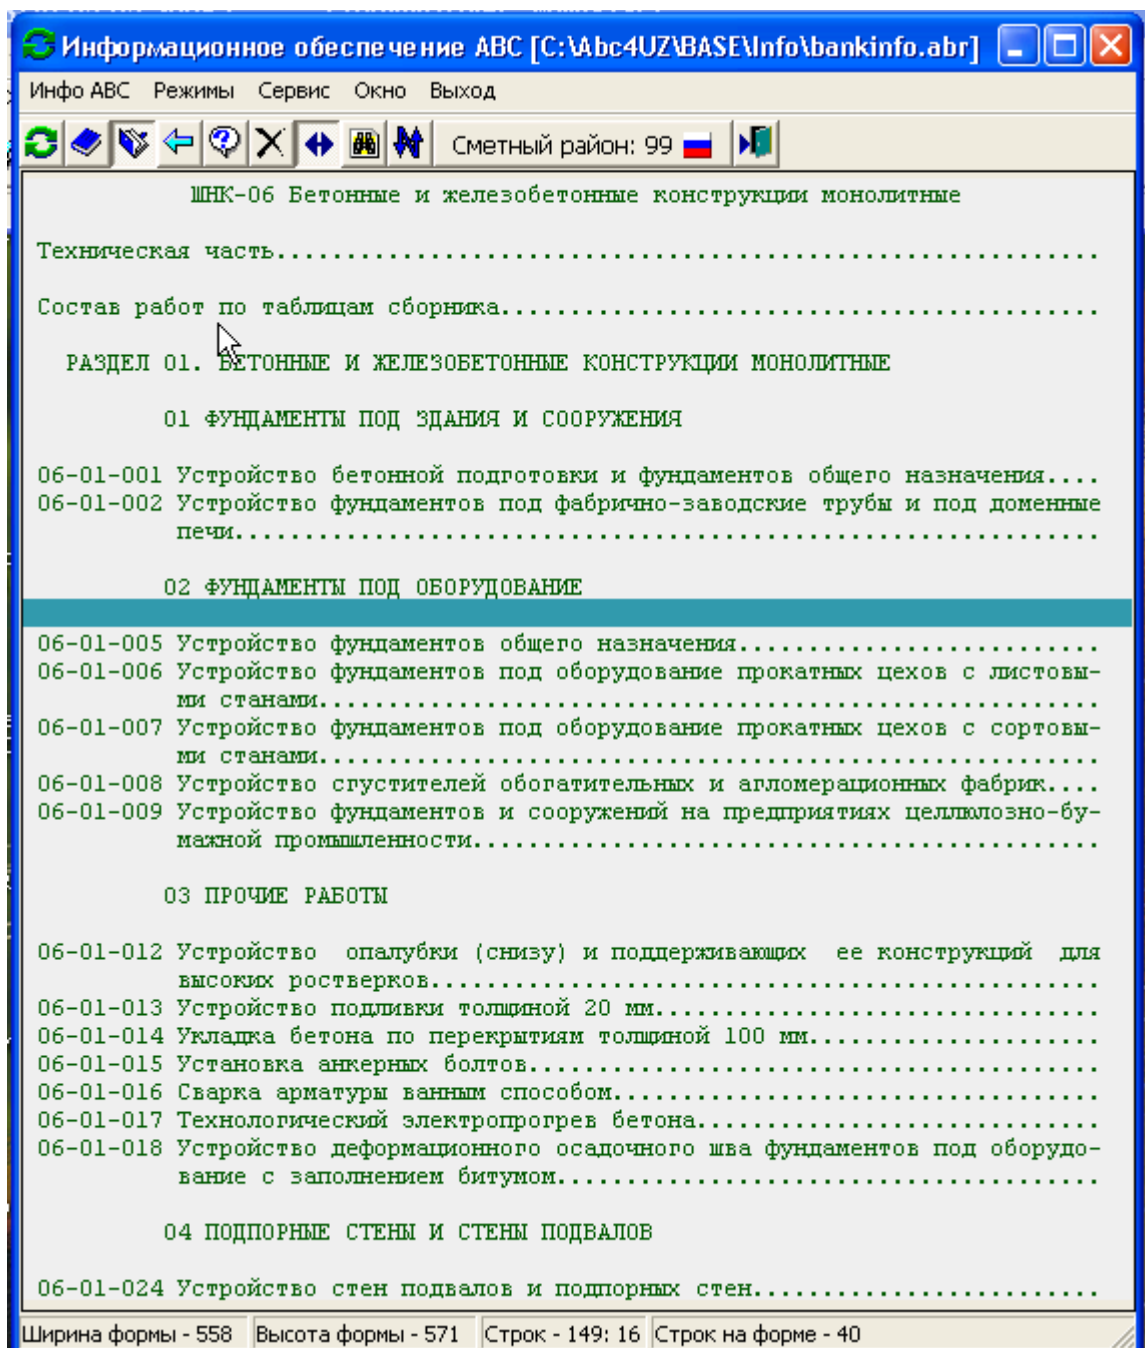 Информационное обеспечение ABC [C:\Abc4UZ\BASE\Info\bankinfo.abr]
Инфо ABC Режимы Сервис Окно Выход
Сметный район: 99
ШНК-06 Бетонные и железобетонные конструкции монолитные
Техническая часть...........................................................
Состав работ по таблицам сборника...........................................
РАЗДЕЛ 01. БЕТОННЫЕ И ЖЕЛЕЗОБЕТОННЫЕ КОНСТРУКЦИИ МОНОЛИТНЫЕ
01 ФУНДАМЕНТЫ ПОД ЗДАНИЯ И СООРУЖЕНИЯ
06-01-001 Устройство бетонной подготовки и фундаментов общего назначения....
06-01-002 Устройство фундаментов под фабрично-заводские трубы и под доменные
печи..................................................................
02 ФУНДАМЕНТЫ ПОД ОБОРУДОВАНИЕ
06-01-005 Устройство фундаментов общего назначения..........................
06-01-006 Устройство фундаментов под оборудование прокатных цехов с листовы-
ми станами........................................................
06-01-007 Устройство фундаментов под оборудование прокатных цехов с сортовы-
ми станами........................................................
06-01-008 Устройство сгустителей обогатительных и агломерационных фабрик....
06-01-009 Устройство фундаментов и сооружений на предприятиях целлюлозно-бу-
мажной промышленности.............................................
03 ПРОЧИЕ РАБОТЫ
06-01-012 Устройство опалубки (снизу) и поддерживающих ее конструкций для
высоких ростверков................................................
06-01-013 Устройство подливки толщиной 20 мм................................
06-01-014 Укладка бетона по перекрытиям толщиной 100 мм.....................
06-01-015 Установка анкерных болтов.........................................
06-01-016 Сварка арматуры ванным способом...................................
06-01-017 Технологический электропрогрев бетона.............................
06-01-018 Устройство деформационного осадочного шва фундаментов под оборудо-
вание с заполнением битумом.......................................
04 ПОДПОРНЫЕ СТЕНЫ И СТЕНЫ ПОДВАЛОВ
06-01-024 Устройство стен подвалов и подпорных стен.........................
Ширина формы - 558 Высота формы - 571 Строк - 149: 16 Строк на форме - 40